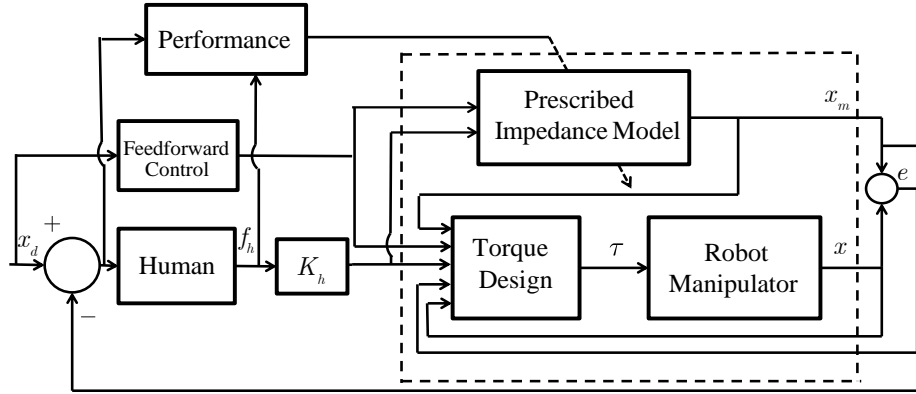 Performance
Prescribed
Impedance Model
x_m
Feedforward
Control
e
+
x_d
Human
f_h
K_h
Torque
Design
τ
Robot
Manipulator
x
−